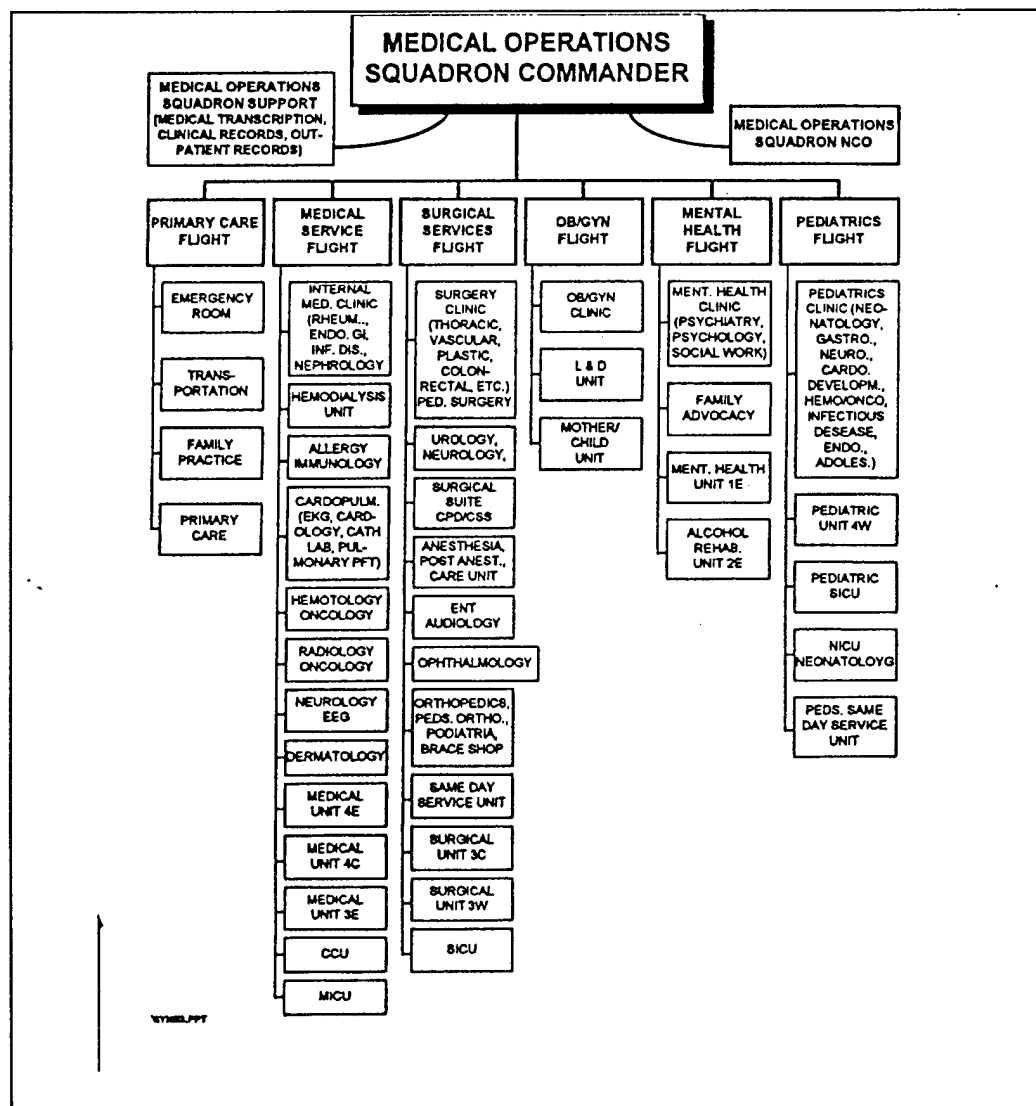 MEDICAL OPERATIONS
SQUADRON COMMANDER
MEDICAL OPERATIONS
SQUADRON SUPPORT
(MEDICAL TRANSCRIPTION,
CLINICAL RECORDS, OUT-
PATIENT RECORDS)
MEDICAL OPERATIONS
SQUADRON NCO
PRIMARY CARE
FLIGHT
EMERGENCY
ROOM
TRANS-
PORTATION
FAMILY
PRACTICE
PRIMARY
CARE
MEDICAL
SERVICE
FLIGHT
INTERNAL
MED. CLINIC
(RHEUM..,
ENDO. GI,
INF. DIS.,
NEPHROLOGY
HEMODIALYSIS
UNIT
ALLERGY
IMMUNOLOGY
CARDOPULM.
(EKG, CARD-
OLOGY, CATH
LAB, PUL-
MONARY PFT)
HEMOTOLOGY
ONCOLOGY
RADIOLOGY
ONCOLOGY
NEUROLOGY
EEG
DERMATOLOGY
MEDICAL
UNIT 4E
MEDICAL
UNIT 4C
MEDICAL
UNIT 3E
CCU
MICU
SURGICAL
SERVICES
FLIGHT
SURGERY
CLINIC
(THORACIC,
VASCULAR,
PLASTIC,
COLON-
RECTAL, ETC.)
PED. SURGERY
UROLOGY,
NEUROLOGY,
SURGICAL
SUITE
CPD/CSS
ANESTHESIA,
POST ANEST.,
CARE UNIT
ENT
AUDIOLOGY
OPHTHALMOLOGY
ORTHOPEDICS,
PEDS. ORTHO.,
PODIATRIA,
BRACE SHOP
SAME DAY
SERVICE UNIT
SURGICAL
UNIT 3C
SURGICAL
UNIT 3W
SICU
OB/GYN
FLIGHT
OB/GYN
CLINIC
L & D
UNIT
MOTHER/
CHILD
UNIT
MENTAL
HEALTH
FLIGHT
MENT. HEALTH
CLINIC
(PSYCHIATRY,
PSYCHOLOGY,
SOCIAL WORK)
FAMILY
ADVOCACY
MENT. HEALTH
UNIT 1E
ALCOHOL
REHAB.
UNIT 2E
PEDIATRICS
FLIGHT
PEDIATRICS
CLINIC (NEO-
NATOLOGY,
GASTRO.,
NEURO.,
CARDO.
DEVELOPM.,
HEMO/ONCO,
INFECTIOUS
DESEASE,
ENDO.,
ADOLES.)
PEDIATRIC
UNIT 4W
PEDIATRIC
SICU
NICU
NEONATOLOYG
PEDS. SAME
DAY SERVICE
UNIT